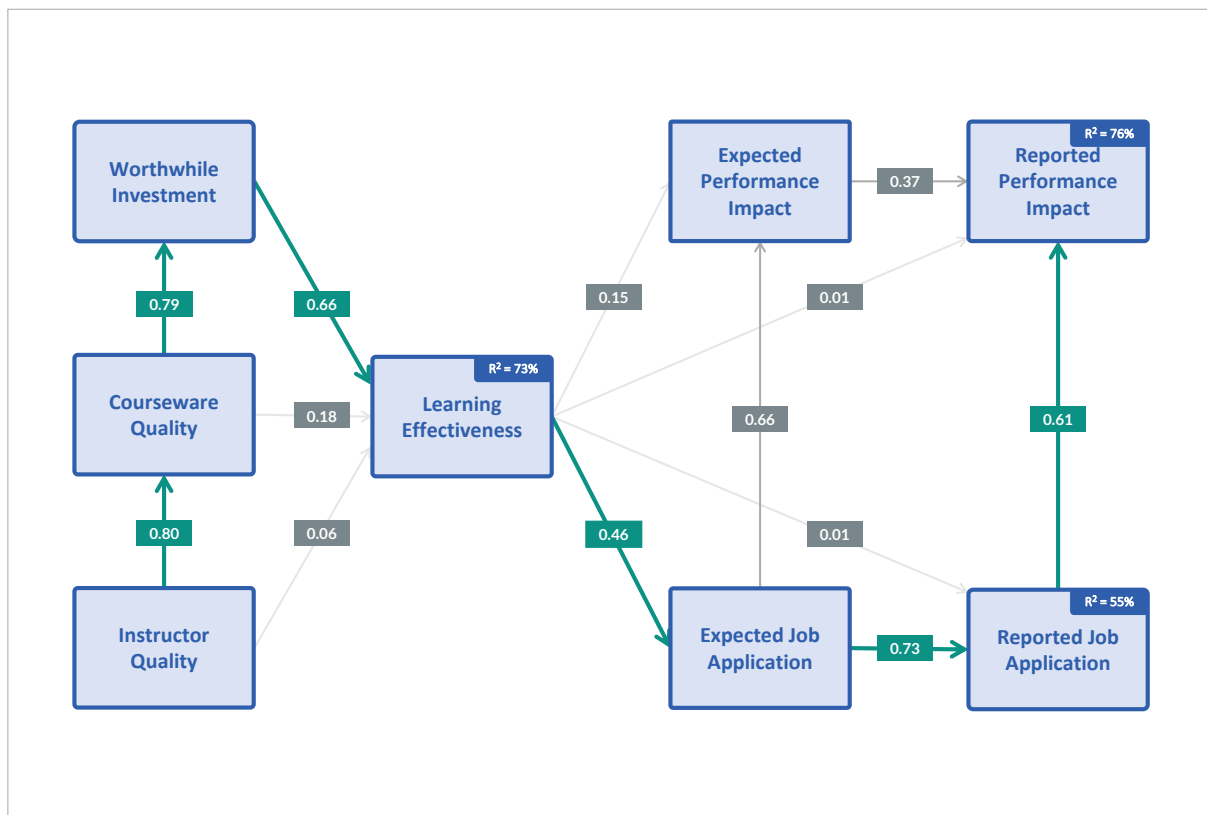 Worthwhile
Investment
Expected
Performance
Impact
0.37
R² = 76%
Reported
Performance
Impact
0.79
0.66
0.15
0.01
Courseware
Quality
0.18
R² = 73%
Learning
Effectiveness
0.66
0.61
0.80
0.06
0.46
0.01
Instructor
Quality
Expected Job
Application
0.73
R² = 55%
Reported Job
Application